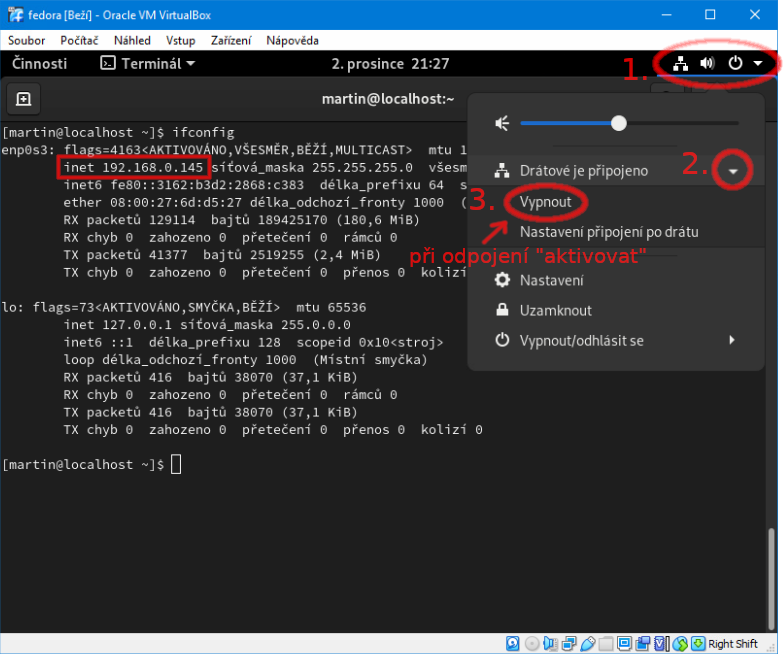 fedora [Beží] - Oracle VM VirtualBox
Soubor Počítač Náhled Vstup Zařízení Nápověda
Činnosti Terminál 2. prosince 21:27
1.
martin@localhost:~
[martin@localhost ~]$ ifconfig
enp0s3: flags=4163<AKTIVOVÁNO,VŠESMĚR,BĚŽÍ,MULTICAST> mtu 1
inet 192.168.0.145 síťová_maska 255.255.255.0 všesm
inet6 fe80::3162:b3d2:2868:c383 délka_prefixu 64 s
ether 08:00:27:6d:d5:27 délka_odchozí_fronty 1000 (
RX packetů 129114 bajtů 189425170 (180,6 MiB)
RX chyb 0 zahozeno 0 přetečení 0 rámců 0
TX packetů 41377 bajtů 2519255 (2,4 MiB)
TX chyb 0 zahozeno 0 přetečení 0 přenos 0 kolizí
lo: flags=73<AKTIVOVÁNO,SMYČKA,BĚŽÍ> mtu 65536
inet 127.0.0.1 síťová_maska 255.0.0.0
inet6 ::1 délka_prefixu 128 scopeid 0x10<stroj>
loop délka_odchozí_fronty 1000 (Místní smyčka)
RX packetů 416 bajtů 38070 (37,1 KiB)
RX chyb 0 zahozeno 0 přetečení 0 rámců 0
TX packetů 416 bajtů 38070 (37,1 KiB)
TX chyb 0 zahozeno 0 přetečení 0 přenos 0 kolizí 0
[martin@localhost ~]$
Drátové je připojeno 2.
3. Vypnout
Nastavení připojení po drátu
při odpojení "aktivovat"
Nastavení
Uzamknout
Vypnout/odhlásit se
Right Shift